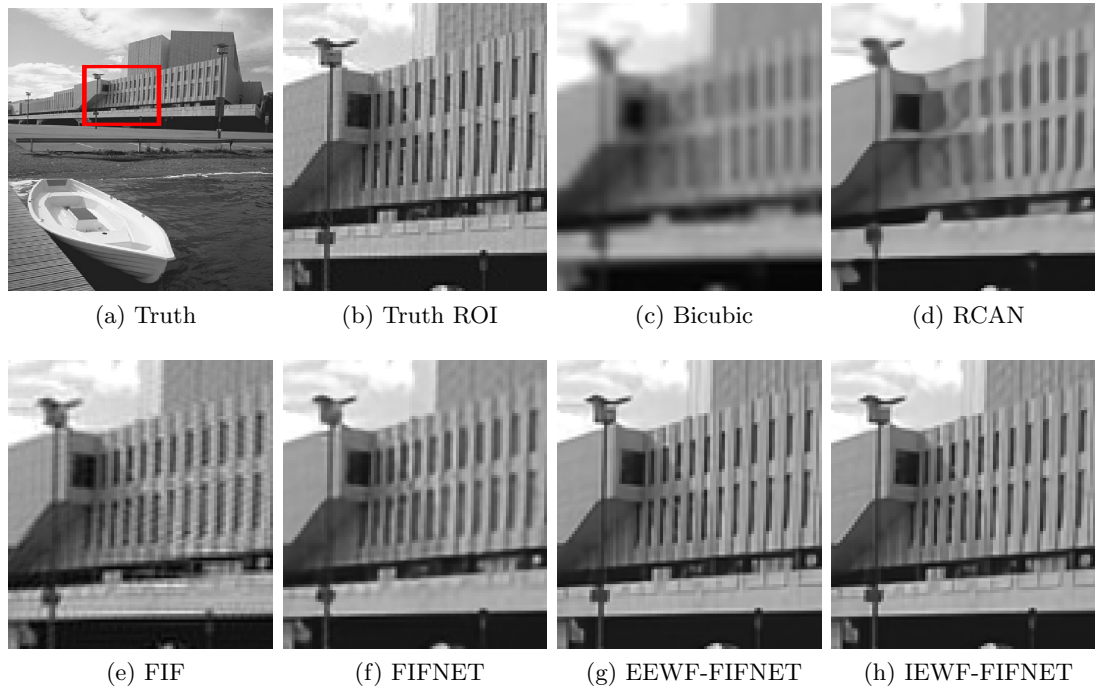 (a) Truth
(b) Truth ROI
(c) Bicubic
(d) RCAN
(e) FIF
(f) FIFNET
(g) EEWF-FIFNET
(h) IEWF-FIFNET